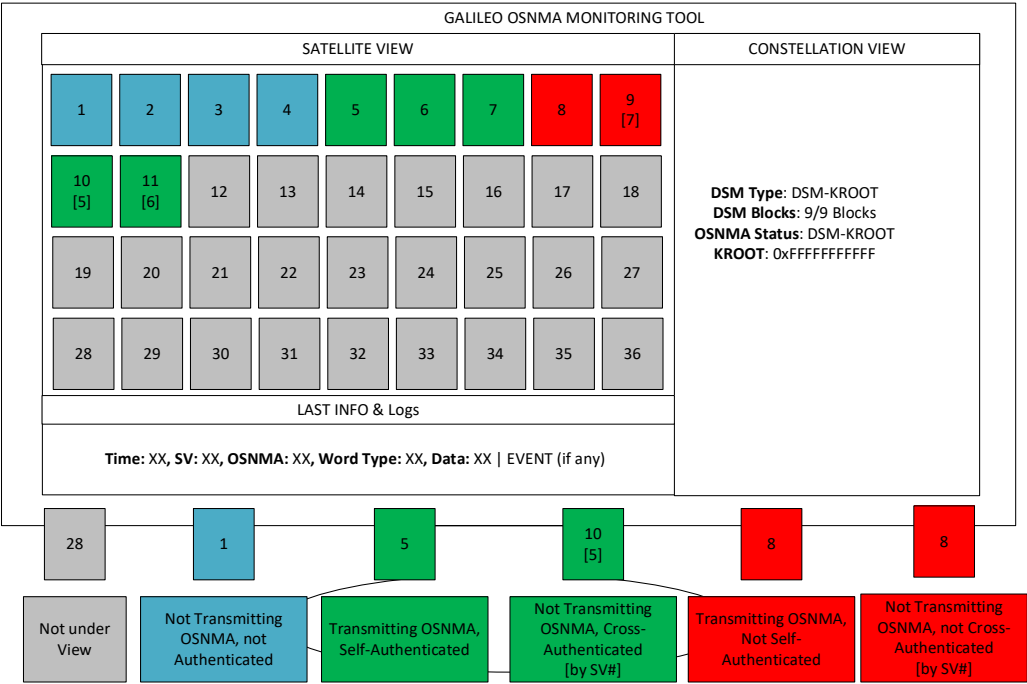 GALILEO OSNMA MONITORING TOOL
SATELLITE VIEW
CONSTELLATION VIEW
1
2
3
4
5
6
7
8
9
[7]
10
[5]
11
[6]
12
13
14
15
16
17
18
19
20
21
22
23
24
25
26
27
28
29
30
31
32
33
34
35
36
DSM Type: DSM-KROOT
DSM Blocks: 9/9 Blocks
OSNMA Status: DSM-KROOT
KROOT: 0xFFFFFFFFFFF
LAST INFO & Logs
Time: XX, SV: XX, OSNMA: XX, Word Type: XX, Data: XX | EVENT (if any)
28
1
5
10
[5]
8
8
Not under
View
Not Transmitting
OSNMA, not
Authenticated
Transmitting OSNMA,
Self-Authenticated
Not Transmitting
OSNMA, Cross-
Authenticated
[by SV#]
Transmitting OSNMA,
Not Self-
Authenticated
Not Transmitting
OSNMA, not Cross-
Authenticated
[by SV#]